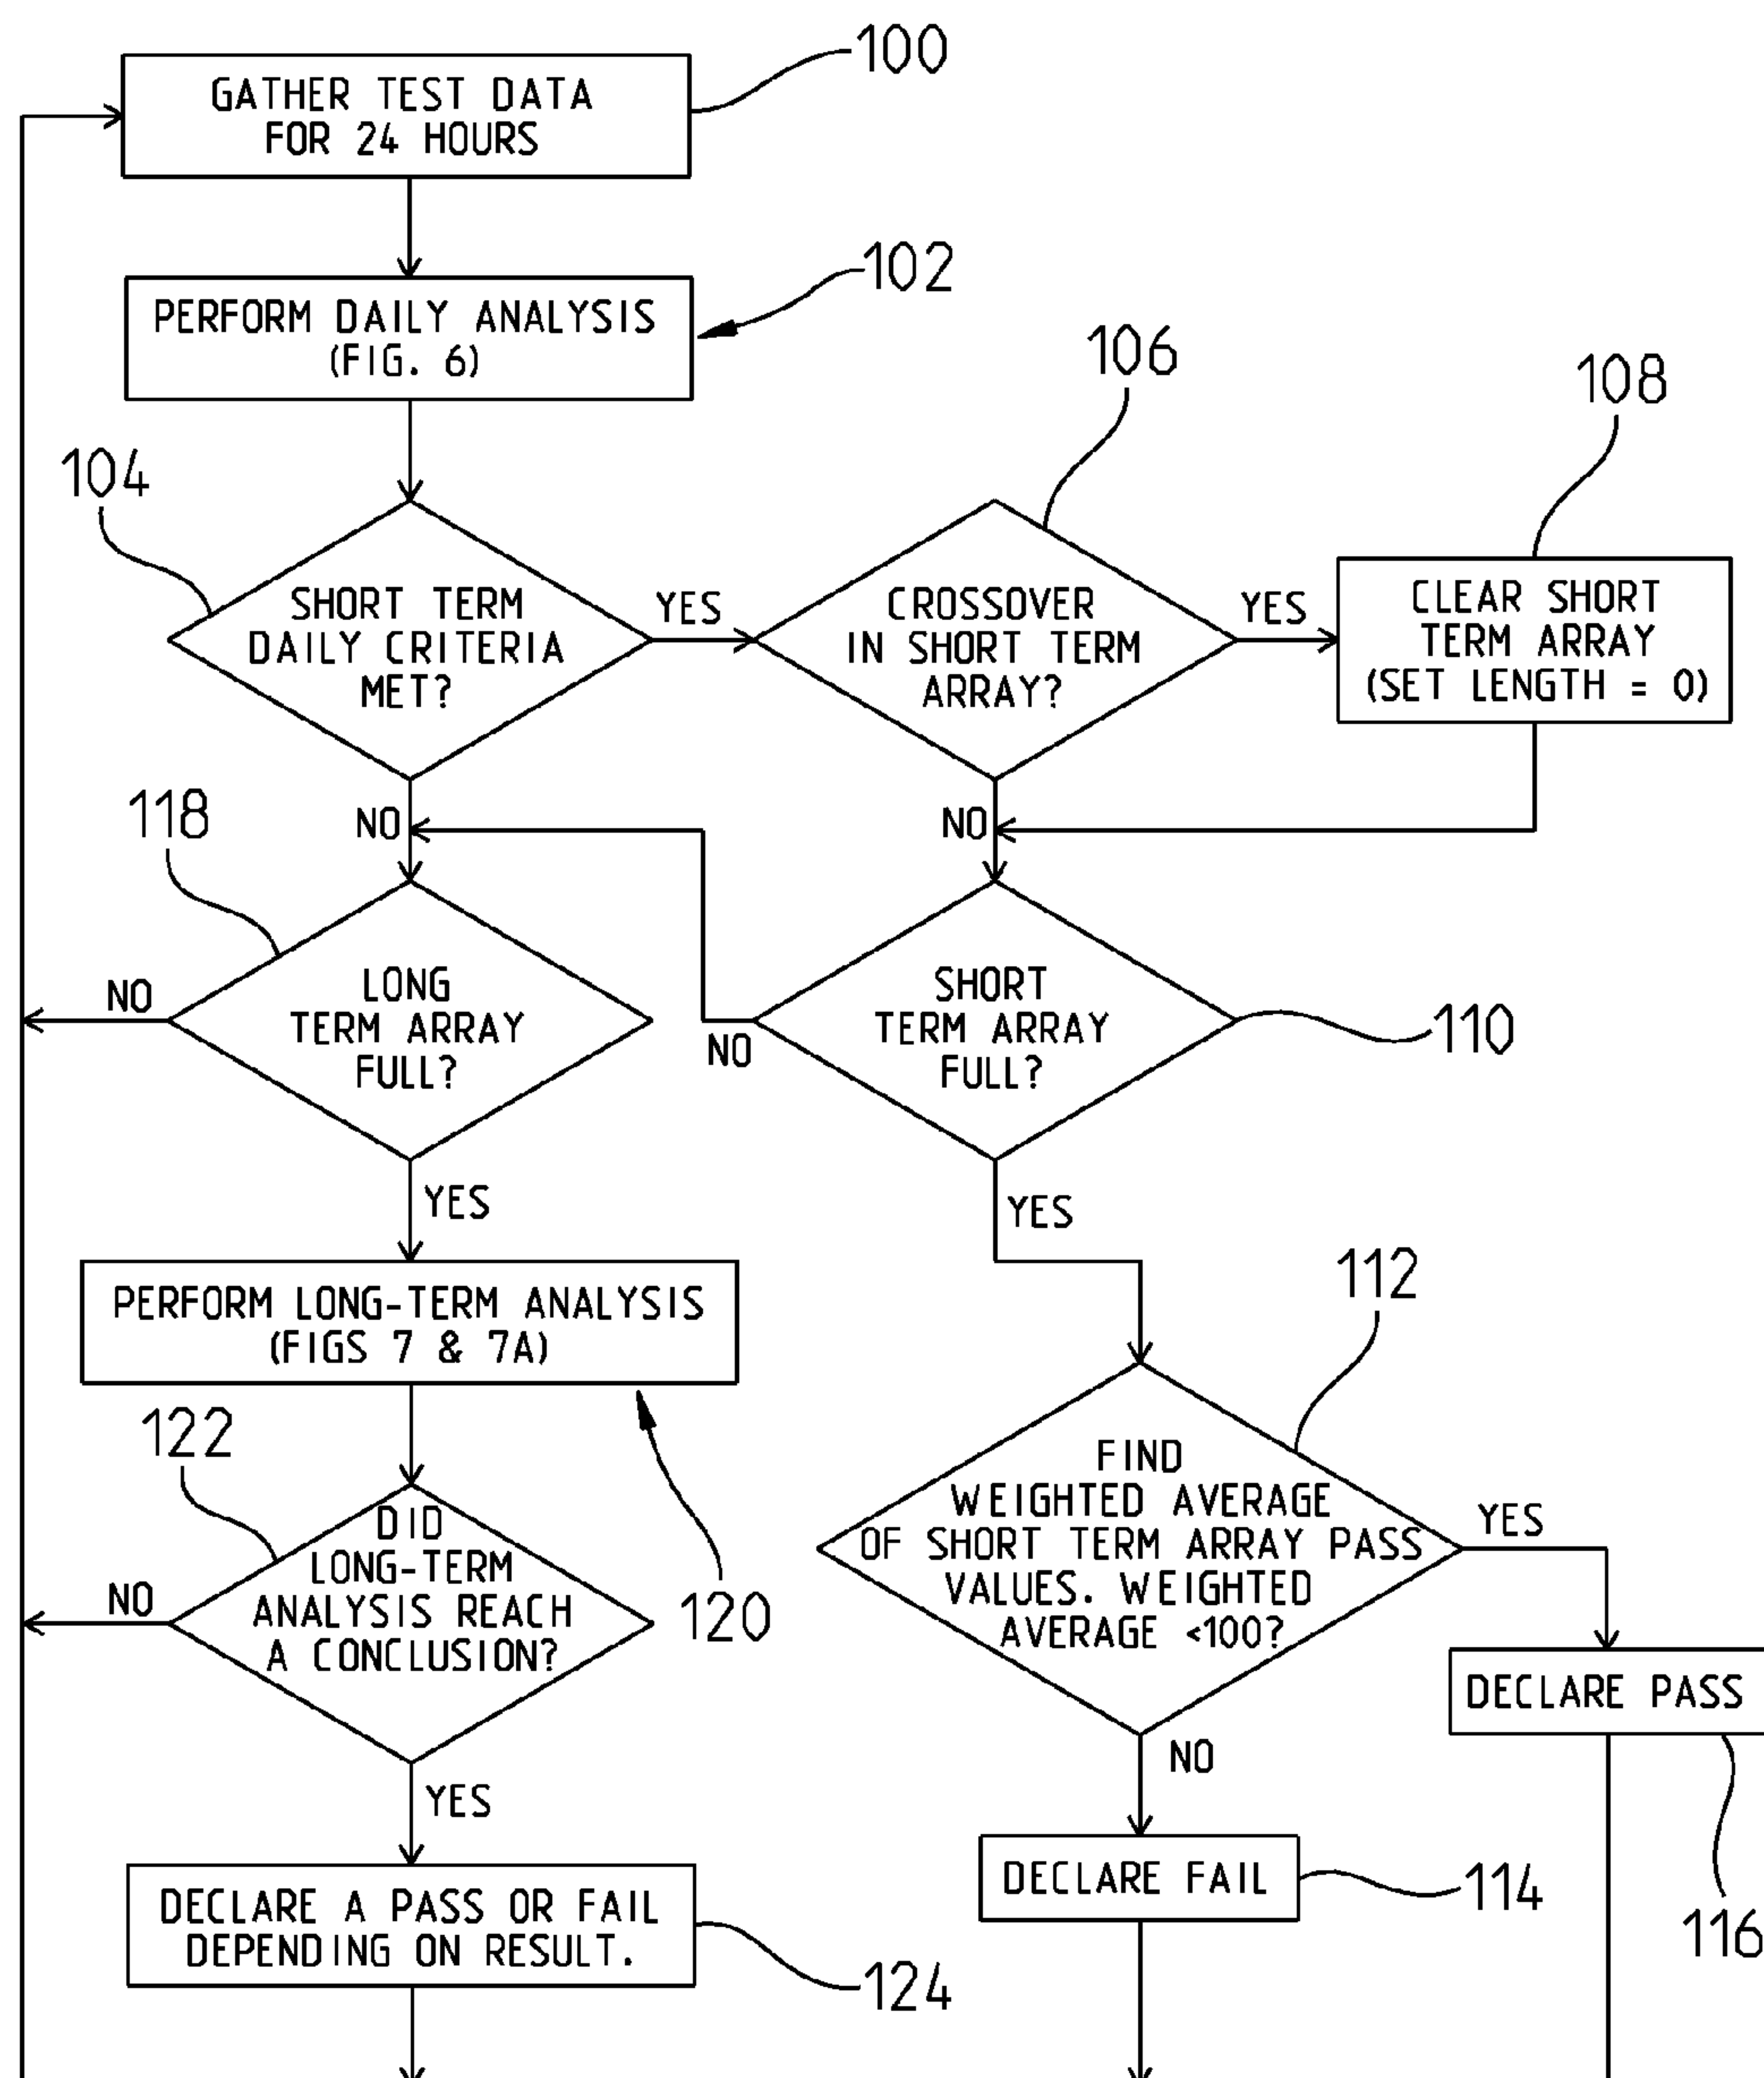 100
GATHER TEST DATA
FOR 24 HOURS
102
PERFORM DAILY ANALYSIS
(FIG. 6)
106
108
104
SHORT TERM
DAILY CRITERIA
MET?
YES
CROSSOVER
IN SHORT TERM
ARRAY?
YES
CLEAR SHORT
TERM ARRAY
(SET LENGTH = 0)
118
NO
NO
LONG
TERM ARRAY
FULL?
NO
SHORT
TERM ARRAY
FULL?
NO
110
YES
YES
PERFORM LONG-TERM ANALYSIS
(FIGS 7 & 7A)
112
122
120
DID
LONG-TERM
ANALYSIS REACH
A CONCLUSION?
NO
FIND
WEIGHTED AVERAGE
OF SHORT TERM ARRAY PASS
VALUES. WEIGHTED
AVERAGE <100?
YES
DECLARE PASS
NO
YES
DECLARE FAIL
114
116
DECLARE A PASS OR FAIL
DEPENDING ON RESULT.
124